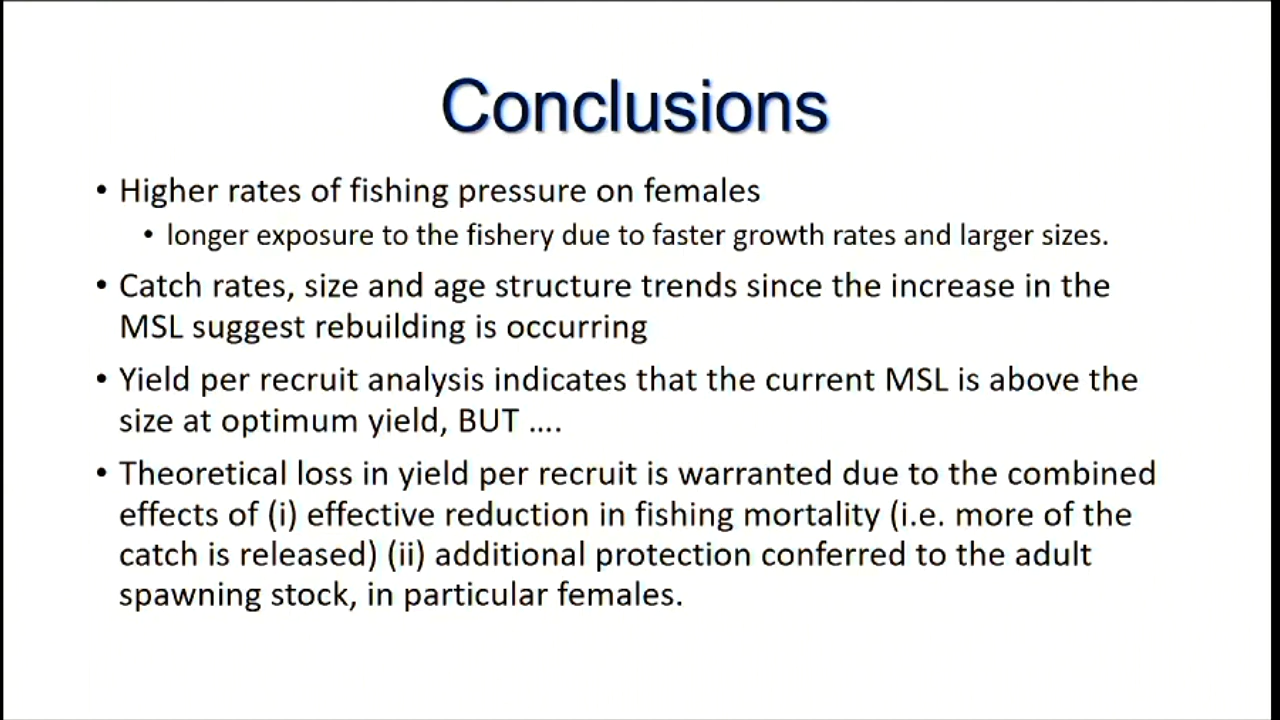 Conclusions
• Higher rates of fishing pressure on females
• longer exposure to the fishery due to faster growth rates and larger sizes.
• Catch rates, size and age structure trends since the increase in the
MSL suggest rebuilding is occurring
• Yield per recruit analysis indicates that the current MSL is above the
size at optimum yield, BUT ....
• Theoretical loss in yield per recruit is warranted due to the combined
effects of (i) effective reduction in fishing mortality (i.e. more of the
catch is released) (ii) additional protection conferred to the adult
spawning stock, in particular females.